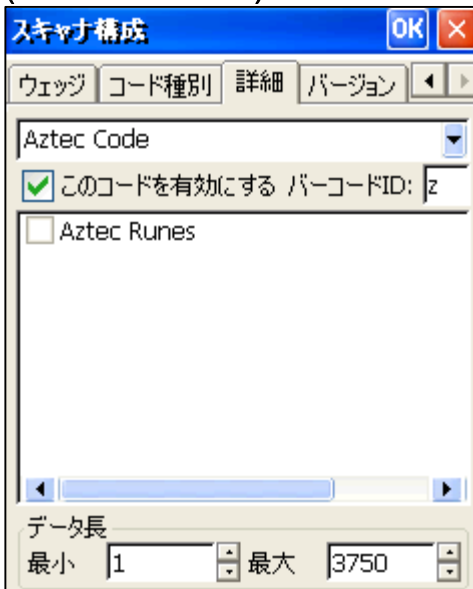 スキャナ構成 OK
ウェッジ コード種別 詳細 バージョン
Aztec Code
このコードを有効にする バーコードID: z
Aztec Runes
データ長
最小 1 最大 3750